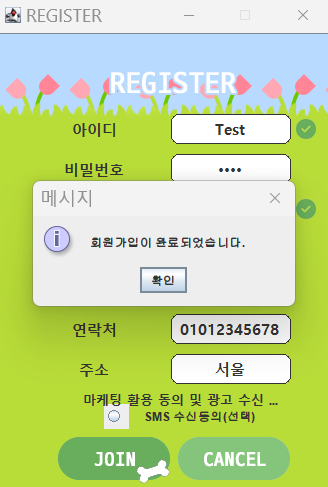 REGISTER
REGISTER
아이디 Test
비밀번호 ••••
메시지
회원가입이 완료되었습니다.
확인
연락처 01012345678
주소 서울
마케팅 활용 동의 및 광고 수신 ...
SMS 수신동의(선택)
JOIN CANCEL